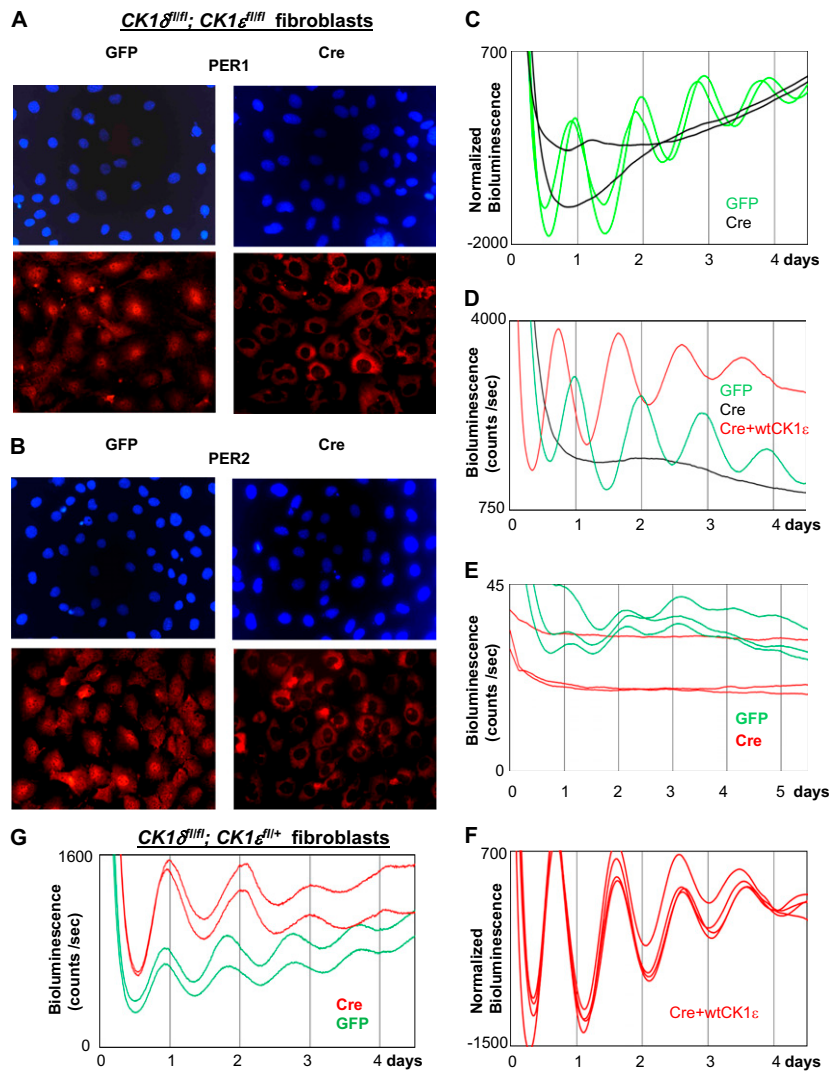 A
CK1δfl/fl; CK1εfl/fl fibroblasts
GFP
PER1
Cre
B
GFP
PER2
Cre
C
700
Normalized
Bioluminescence
-2000
GFP
Cre
0 1 2 3 4 days
D
4000
Bioluminescence
(counts /sec)
750
GFP
Cre
Cre+wtCK1ε
0 1 2 3 4 days
E
45
Bioluminescence
(counts /sec)
0
GFP
Cre
0 1 2 3 4 5 days
G
CK1δfl/fl; CK1εfl/+ fibroblasts
1600
Bioluminescence
(counts /sec)
0
Cre
GFP
0 1 2 3 4 days
F
700
Normalized
Bioluminescence
-1500
Cre+wtCK1ε
0 1 2 3 4 days